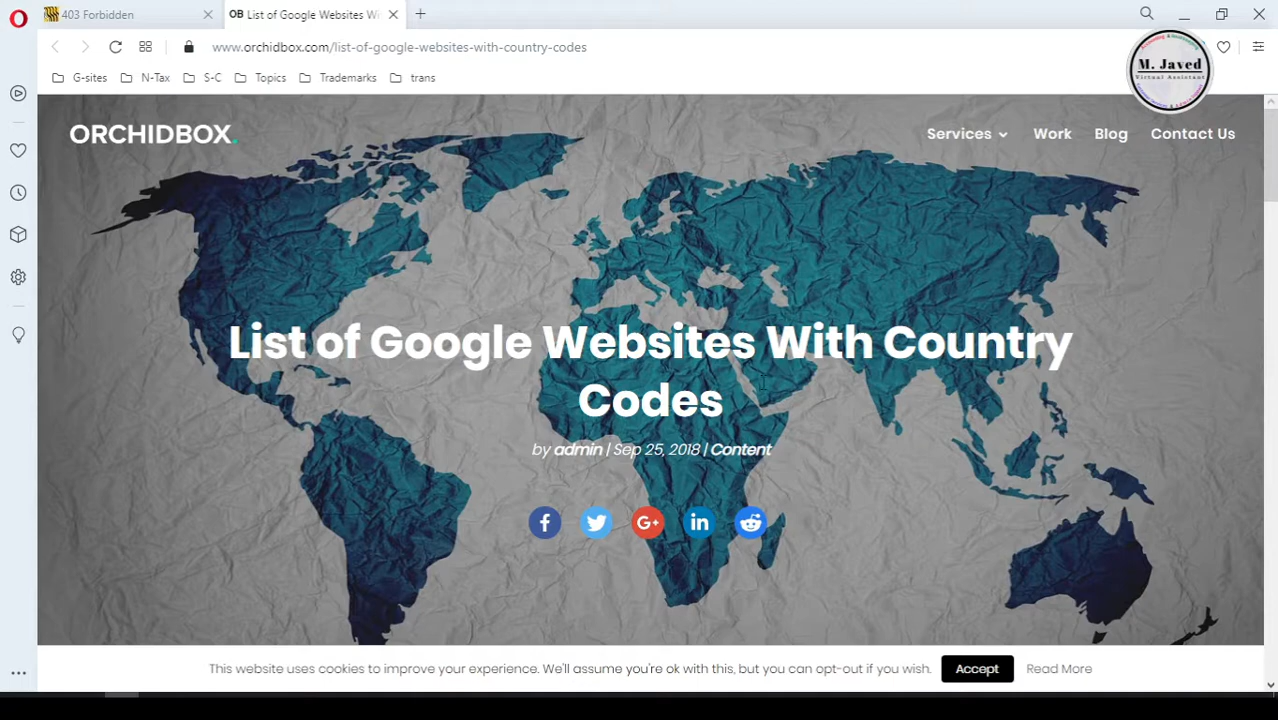 403 Forbidden
OB List of Google Websites Wi
www.orchidbox.com/list-of-google-websites-with-country-codes
G-sites N-Tax S-C Topics Trademarks trans
M. Javed
Virtual Assistant
ORCHIDBOX.
Services Work Blog Contact Us
List of Google Websites With Country
Codes
by admin | Sep 25, 2018 | Content
This website uses cookies to improve your experience. We'll assume you're ok with this, but you can opt-out if you wish. Accept Read More